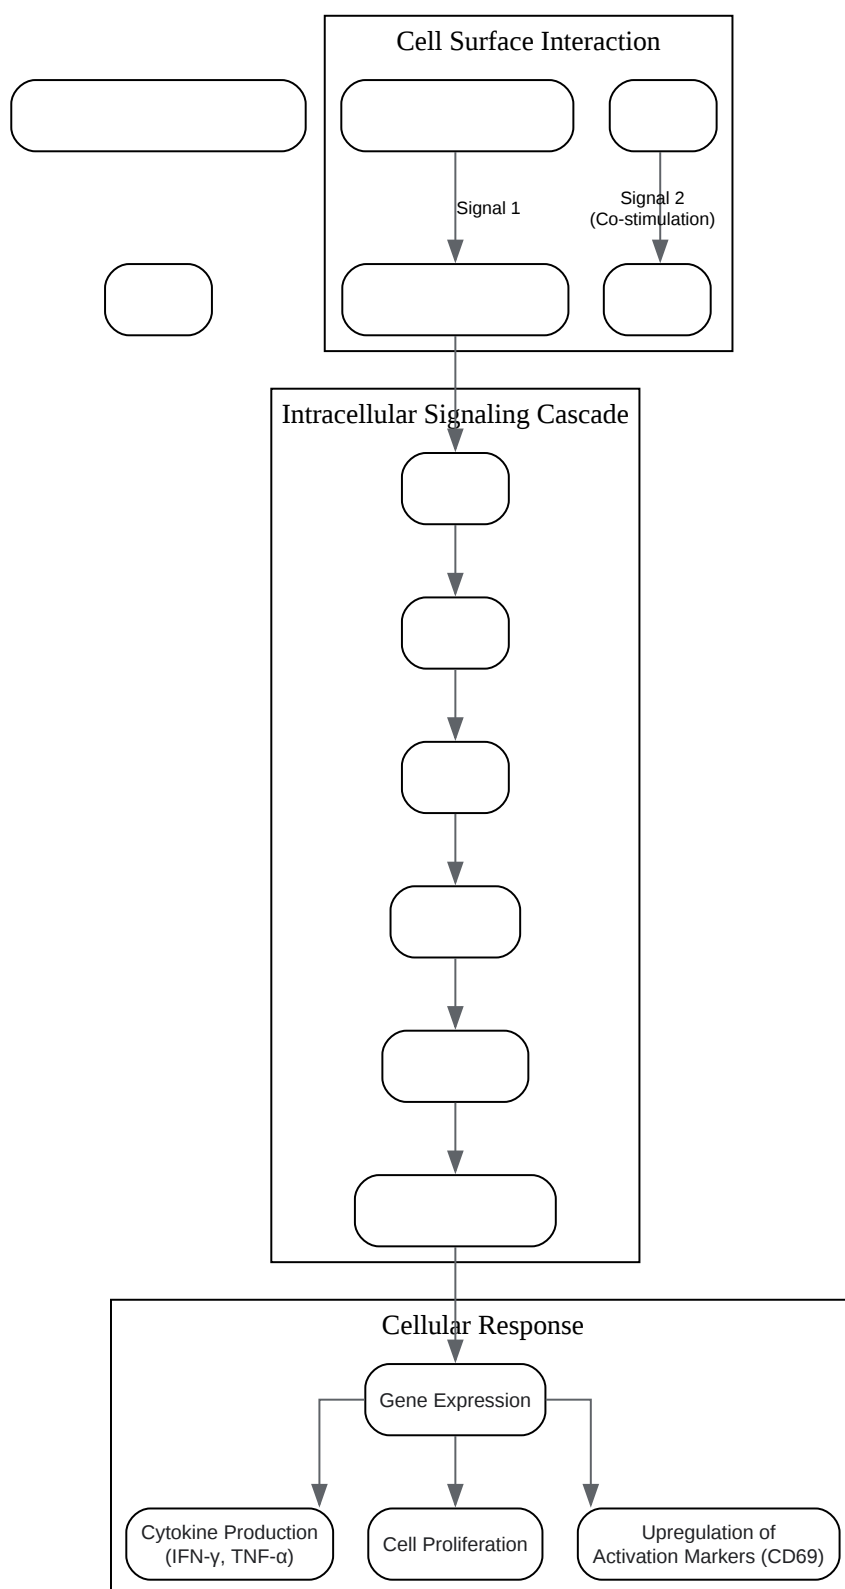 Cell Surface Interaction
Signal 1
Signal 2
(Co-stimulation)
Intracellular Signaling Cascade
Cellular Response
Gene Expression
Cytokine Production
(IFN-γ, TNF-α)
Cell Proliferation
Upregulation of
Activation Markers (CD69)